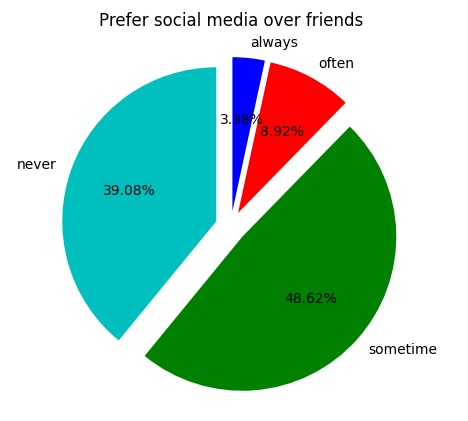 Prefer social media over friends
always
often
3.38%
8.92%
never
39.08%
48.62%
sometime